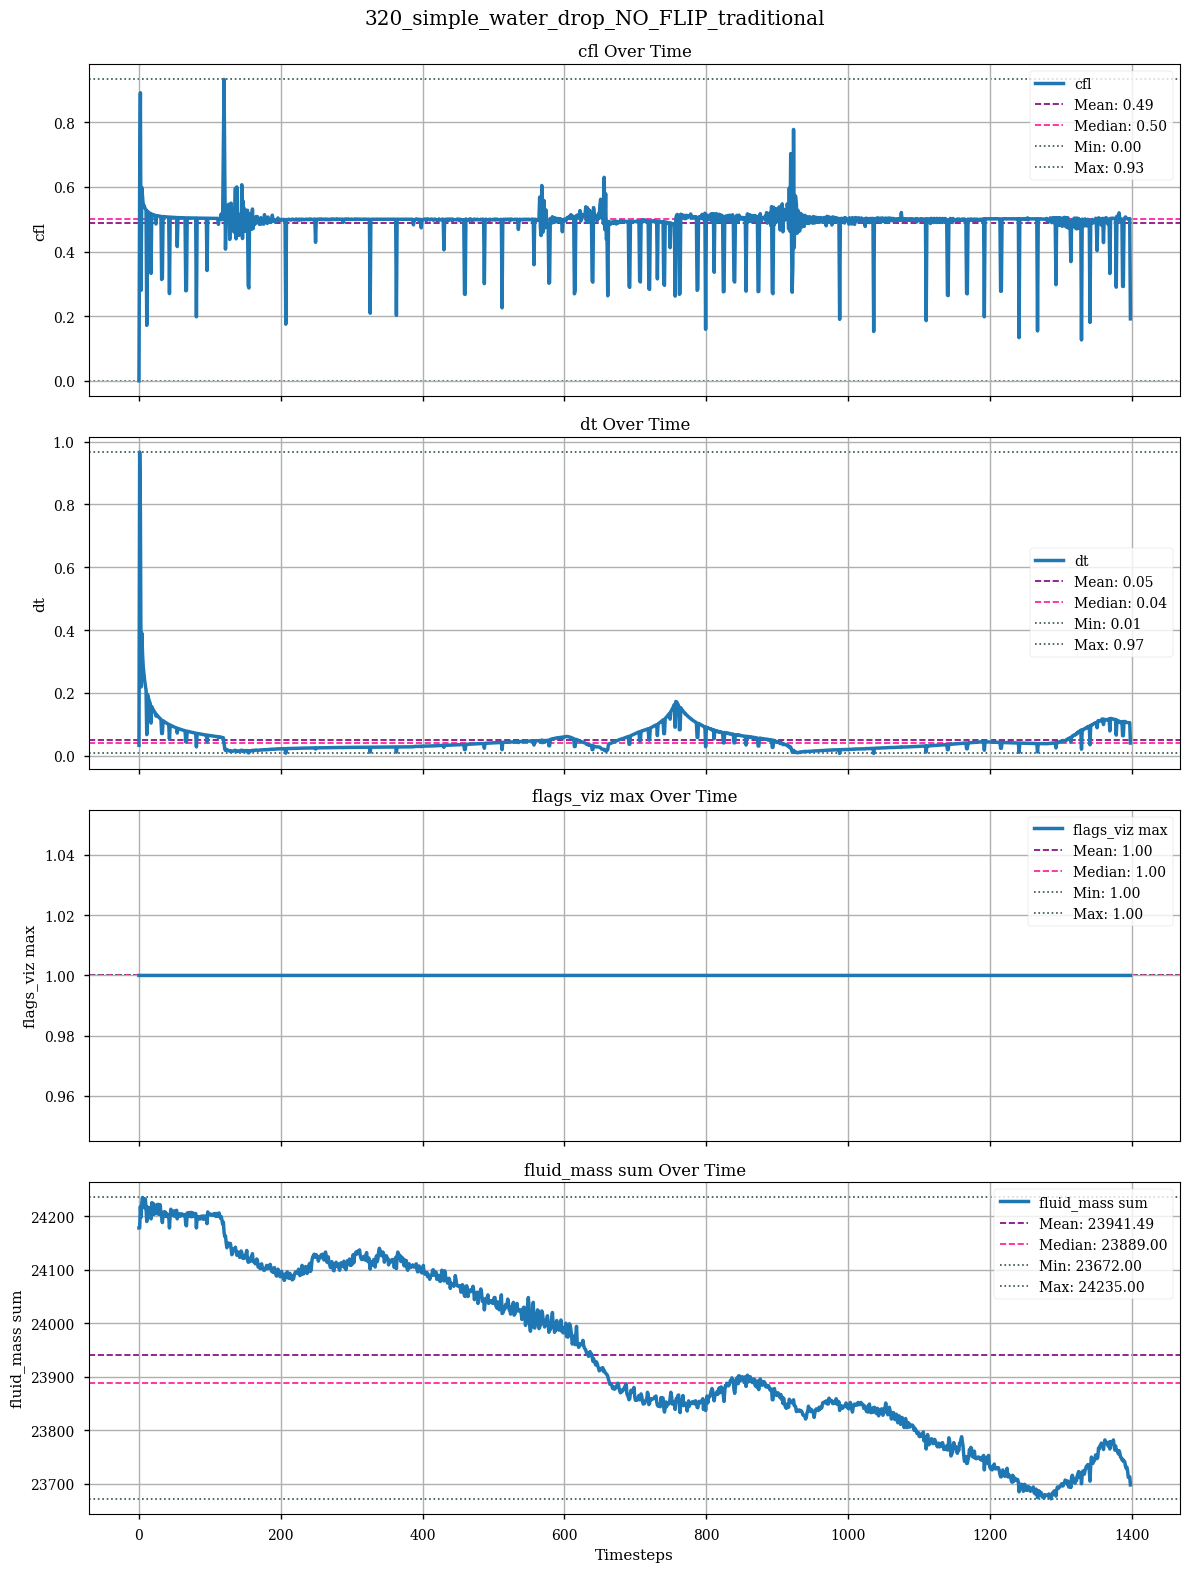 320_simple_water_drop_NO_FLIP_traditional
cfl Over Time
cfl
0.8
0.6
0.4
0.2
0.0
cfl
Mean: 0.49
Median: 0.50
Min: 0.00
Max: 0.93
dt Over Time
dt
1.0
0.8
0.6
0.4
0.2
0.0
dt
Mean: 0.05
Median: 0.04
Min: 0.01
Max: 0.97
flags_viz max Over Time
flags_viz max
1.04
1.02
1.00
0.98
0.96
flags_viz max
Mean: 1.00
Median: 1.00
Min: 1.00
Max: 1.00
fluid_mass sum Over Time
fluid_mass sum
24200
24100
24000
23900
23800
23700
fluid_mass sum
Mean: 23941.49
Median: 23889.00
Min: 23672.00
Max: 24235.00
0 200 400 600 800 1000 1200 1400
Timesteps